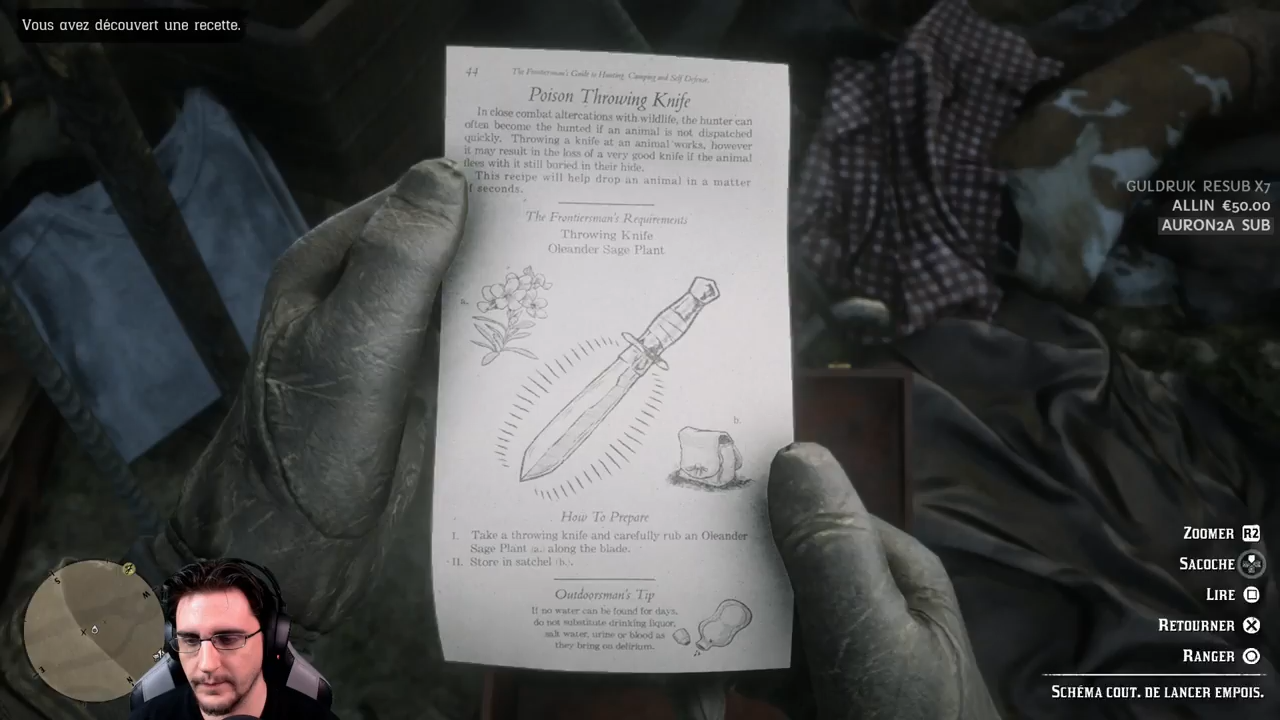 Vous avez découvert une recette.
44
The Frontiersman's Guide to Hunting, Camping and Self Defense.
Poison Throwing Knife
In close combat altercations with wildlife, the hunter can
often become the hunted if an animal is not dispatched
quickly. Throwing a knife at an animal works, however
it may result in the loss of a very good knife if the animal
flees with it still buried in their hide.
This recipe will help drop an animal in a matter
f seconds.
The Frontiersman's Requirements
Throwing Knife
Oleander Sage Plant
a.
b.
How To Prepare
I. Take a throwing knife and carefully rub an Oleander
Sage Plant (a.) along the blade.
II. Store in satchel (b.).
Outdoorsman's Tip
If no water can be found for days,
do not substitute drinking liquor,
salt water, urine or blood as
they bring on delirium.
GULDRUK RESUB X7
ALLIN €50.00
AURON2A SUB
ZOOMER R2
SACOCHE
LIRE
RETOURNER
RANGER
SCHÉMA COUT. DE LANCER EMPOIS.